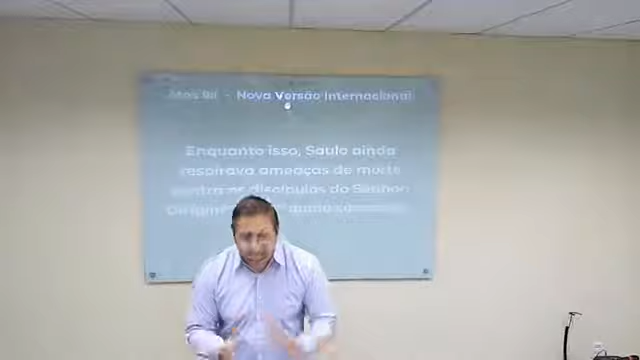 Atos 9:1 - Nova Versão Internacional
Enquanto isso, Saulo ainda
respirava ameaças de morte
contra os discípulos do Senhor.